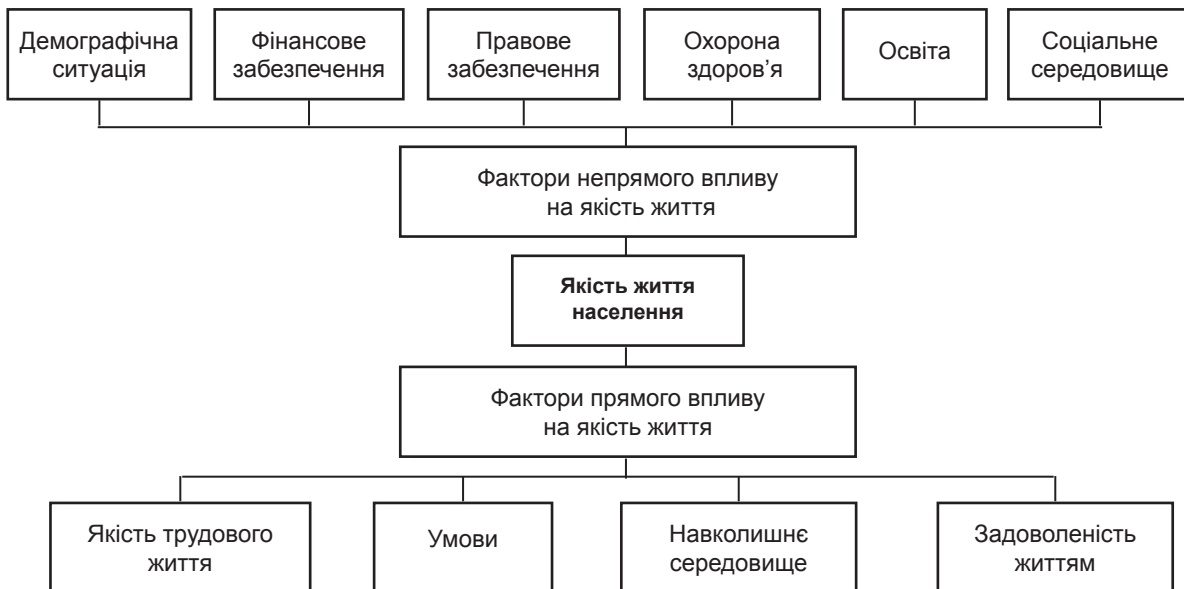 Демографічна
ситуація
Фінансове
забезпечення
Правове
забезпечення
Охорона
здоров’я
Освіта
Соціальне
середовище
Фактори непрямого впливу
на якість життя
Якість життя
населення
Фактори прямого впливу
на якість життя
Якість трудового
життя
Умови
Навколишнє
середовище
Задоволеність
життям